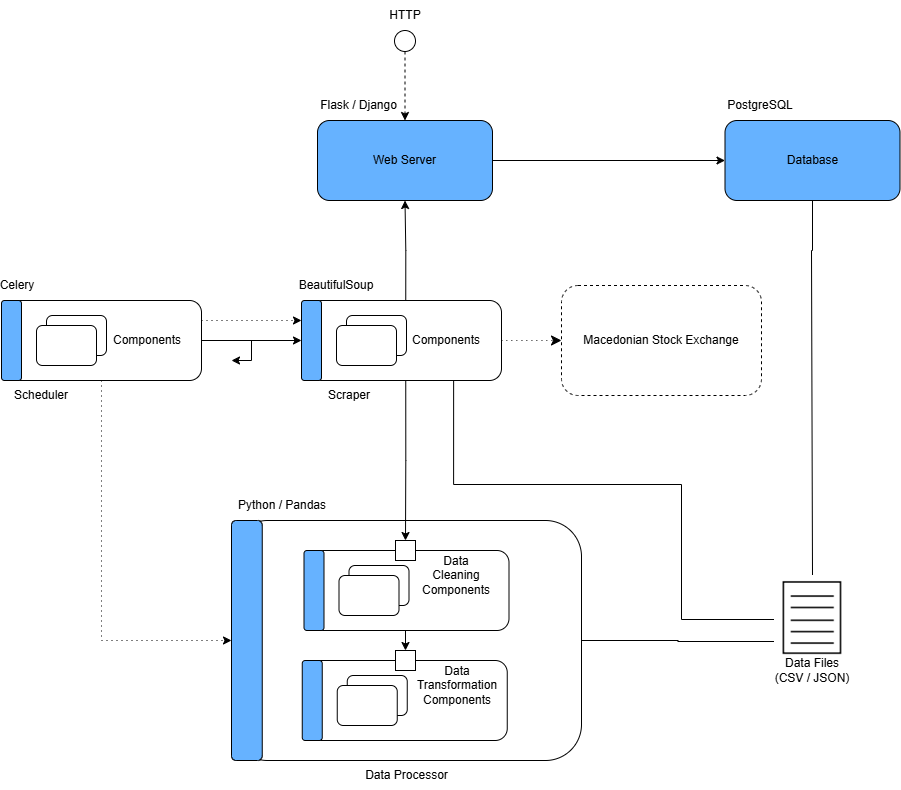 HTTP
Flask / Django
PostgreSQL
Web Server
Database
Celery
BeautifulSoup
Components
Components
Macedonian Stock Exchange
Scheduler
Scraper
Python / Pandas
Data
Cleaning
Components
Data
Transformation
Components
Data Files
(CSV / JSON)
Data Processor